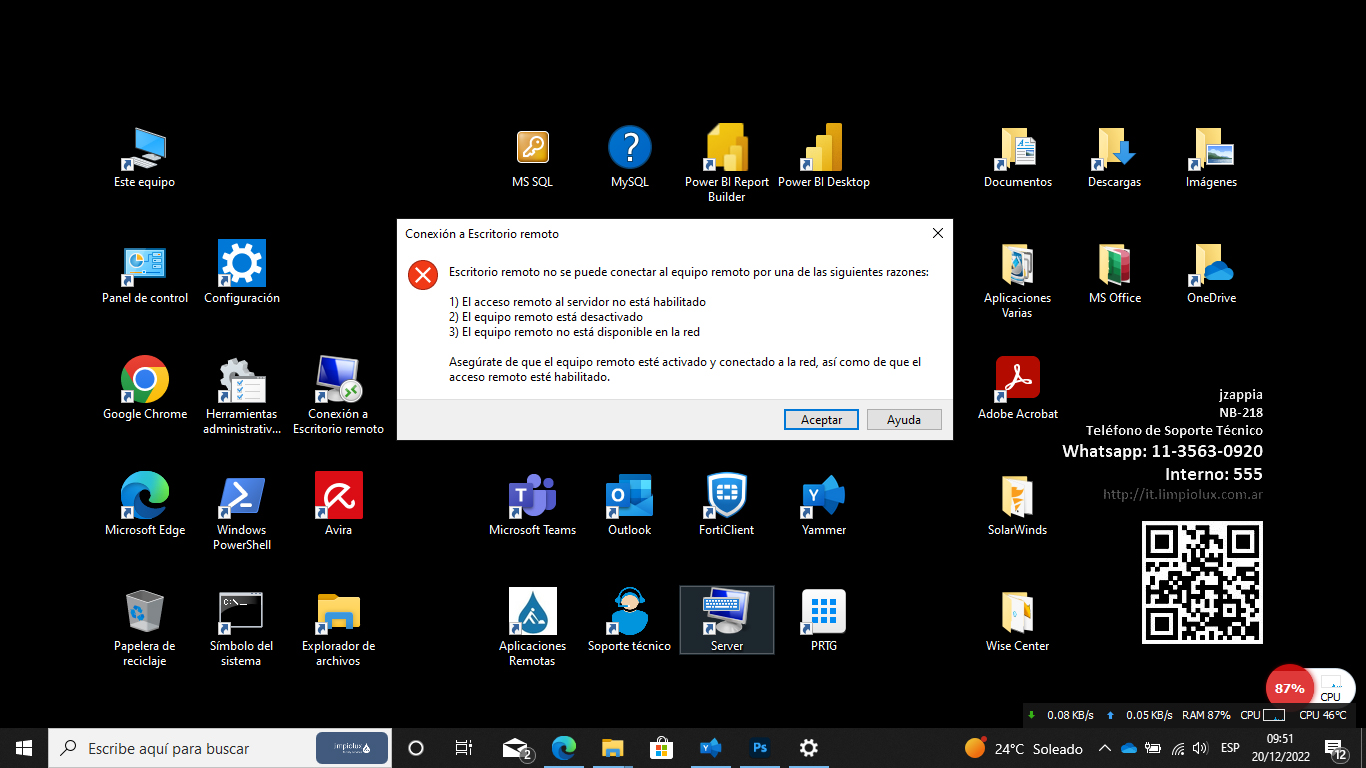 Este equipo
MS SQL
MySQL
Power BI Report
Builder
Power BI Desktop
Documentos
Descargas
Imágenes
Conexión a Escritorio remoto
Escritorio remoto no se puede conectar al equipo remoto por una de las siguientes razones:
1) El acceso remoto al servidor no está habilitado
2) El equipo remoto está desactivado
3) El equipo remoto no está disponible en la red
Asegúrate de que el equipo remoto esté activado y conectado a la red, así como de que el
acceso remoto esté habilitado.
Aceptar
Ayuda
Panel de control
Configuración
Aplicaciones
Varias
MS Office
OneDrive
Google Chrome
Herramientas
administrativ...
Conexión a
Escritorio remoto
Adobe Acrobat
jzappia
NB-218
Teléfono de Soporte Técnico
Whatsapp: 11-3563-0920
Interno: 555
http://it.limpiolux.com.ar
Microsoft Edge
Windows
PowerShell
Avira
Microsoft Teams
Outlook
FortiClient
Yammer
SolarWinds
Papelera de
reciclaje
Símbolo del
sistema
Explorador de
archivos
Aplicaciones
Remotas
Soporte técnico
Server
PRTG
Wise Center
87%
CPU
0.08 KB/s
0.05 KB/s
RAM 87%
CPU
CPU 46ºC
Escribe aquí para buscar
limpiolux
2
Ps
24°C Soleado
ESP
09:51
20/12/2022
12